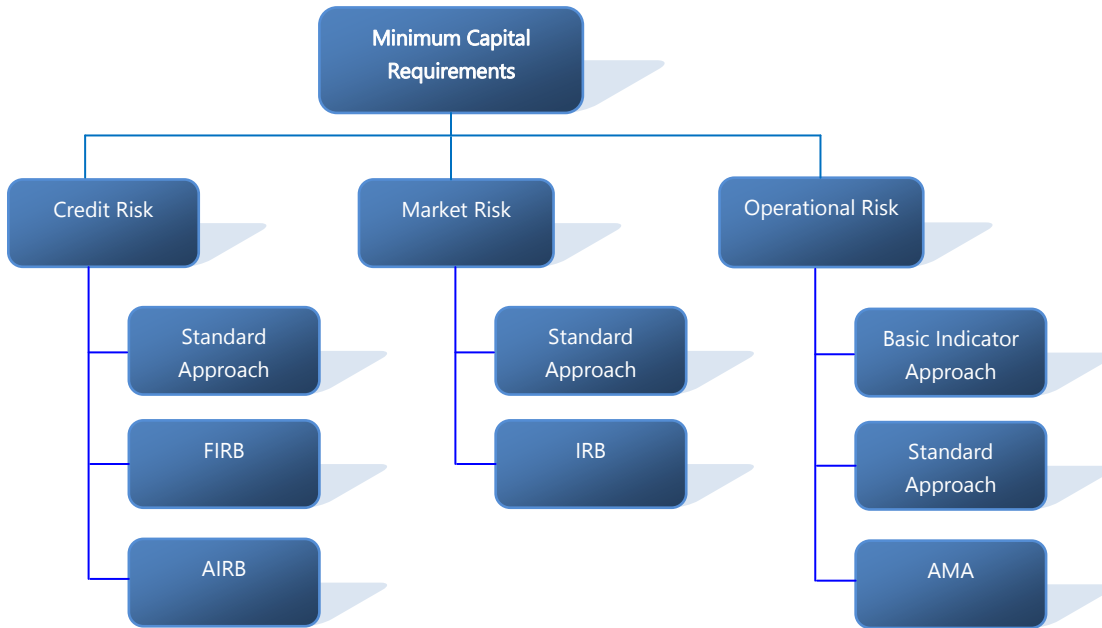 Minimum Capital
Requirements
Credit Risk
Market Risk
Operational Risk
Standard
Approach
FIRB
AIRB
Standard
Approach
IRB
Basic Indicator
Approach
Standard
Approach
AMA